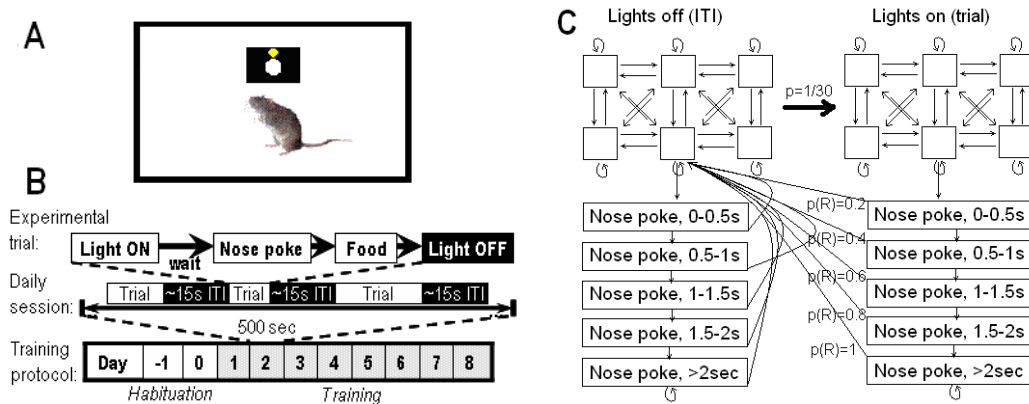 A
B
Experimental
trial:
Light ON
wait
Nose poke
Food
Light OFF
Daily
session:
Trial
~15s ITI
Trial
~15s ITI
Trial
~15s ITI
500 sec
Training
protocol:
Day
-1
0
1
2
3
4
5
6
7
8
Habituation
Training
C
Lights off (ITI)
Lights on (trial)
p=1/30
Nose poke, 0-0.5s
Nose poke, 0.5-1s
Nose poke, 1-1.5s
Nose poke, 1.5-2s
Nose poke, >2sec
p(R)=0.2
p(R)=0.4
p(R)=0.6
p(R)=0.8
p(R)=1
Nose poke, 0-0.5s
Nose poke, 0.5-1s
Nose poke, 1-1.5s
Nose poke, 1.5-2s
Nose poke, >2sec